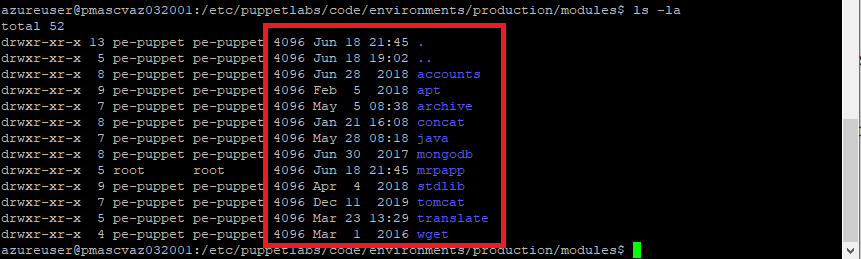 azureuser@pmascvaz032001:/etc/puppetlabs/code/environments/production/modules$ ls -la
total 52
drwxr-xr-x 13 pe-puppet pe-puppet 4096 Jun 18 21:45 .
drwxr-xr-x  5 pe-puppet pe-puppet 4096 Jun 18 19:02 ..
drwxr-xr-x  8 pe-puppet pe-puppet 4096 Jun 28  2018 accounts
drwxr-xr-x  9 pe-puppet pe-puppet 4096 Feb  5  2018 apt
drwxr-xr-x  7 pe-puppet pe-puppet 4096 May  5 08:38 archive
drwxr-xr-x  8 pe-puppet pe-puppet 4096 Jan 21 16:08 concat
drwxr-xr-x  7 pe-puppet pe-puppet 4096 May 28 08:18 java
drwxr-xr-x  8 pe-puppet pe-puppet 4096 Jun 30  2017 mongodb
drwxr-xr-x  5 root      root      4096 Jun 18 21:45 mrpapp
drwxr-xr-x  9 pe-puppet pe-puppet 4096 Apr  4  2018 stdlib
drwxr-xr-x  7 pe-puppet pe-puppet 4096 Dec 11  2019 tomcat
drwxr-xr-x  5 pe-puppet pe-puppet 4096 Mar 23 13:29 translate
drwxr-xr-x  4 pe-puppet pe-puppet 4096 Mar  1  2016 wget
azureuser@pmascvaz032001:/etc/puppetlabs/code/environments/production/modules$